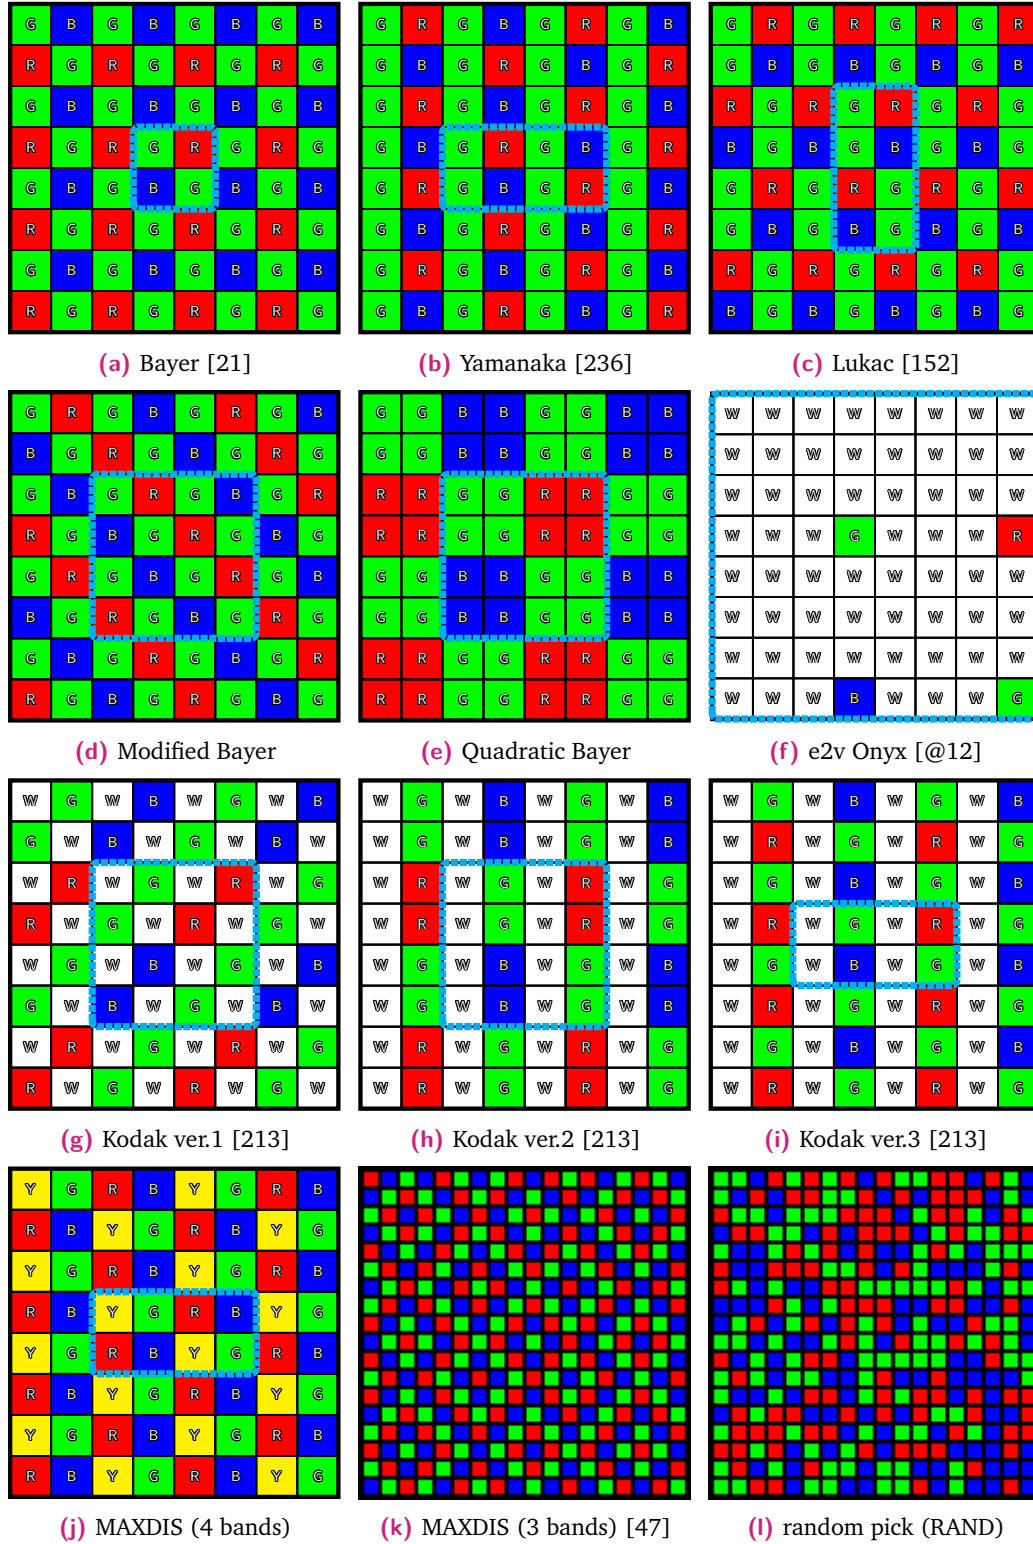 G B G B G B G B
R G R G R G R G
G B G B G B G B
R G R G R G R G
G B G B G B G B
R G R G R G R G
G B G B G B G B
R G R G R G R G
(a) Bayer [21]
G R G B G R G B
G B G R G B G R
G R G B G R G B
G B G R G B G R
G R G B G R G B
G B G R G B G R
G R G B G R G B
G B G R G B G R
(b) Yamanaka [236]
G R G R G R G R
G B G B G B G B
R G R G R G R G
B G B G B G B G
G R G R G R G R
G B G B G B G B
R G R G R G R G
B G B G B G B G
(c) Lukac [152]
G R G B G R G B
B G R G B G R G
G B G R G B G R
R G B G R G B G
G R G B G R G B
B G R G B G R G
G B G R G B G R
R G B G R G B G
(d) Modified Bayer
G G B B G G B B
G G B B G G B B
R R G G R R G G
R R G G R R G G
G G B B G G B B
G G B B G G B B
R R G G R R G G
R R G G R R G G
(e) Quadratic Bayer
W W W W W W W W
W W W W W W W W
W W W W W W W W
W W W G W W W R
W W W W W W W W
W W W W W W W W
W W W W W W W W
W W W B W W W G
(f) e2v Onyx [@12]
W G W B W G W B
G W B W G W B W
W R W G W R W G
R W G W R W G W
W G W B W G W B
G W B W G W B W
W R W G W R W G
R W G W R W G W
(g) Kodak ver.1 [213]
W G W B W G W B
W G W B W G W B
W R W G W R W G
W R W G W R W G
W G W B W G W B
W G W B W G W B
W R W G W R W G
W R W G W R W G
(h) Kodak ver.2 [213]
W G W B W G W B
W R W G W R W G
W G W B W G W B
W R W G W R W G
W G W B W G W B
W R W G W R W G
W G W B W G W B
W R W G W R W G
(i) Kodak ver.3 [213]
Y G R B Y G R B
R B Y G R B Y G
Y G R B Y G R B
R B Y G R B Y G
Y G R B Y G R B
R B Y G R B Y G
Y G R B Y G R B
R B Y G R B Y G
(j) MAXDIS (4 bands)
(k) MAXDIS (3 bands) [47]
(l) random pick (RAND)